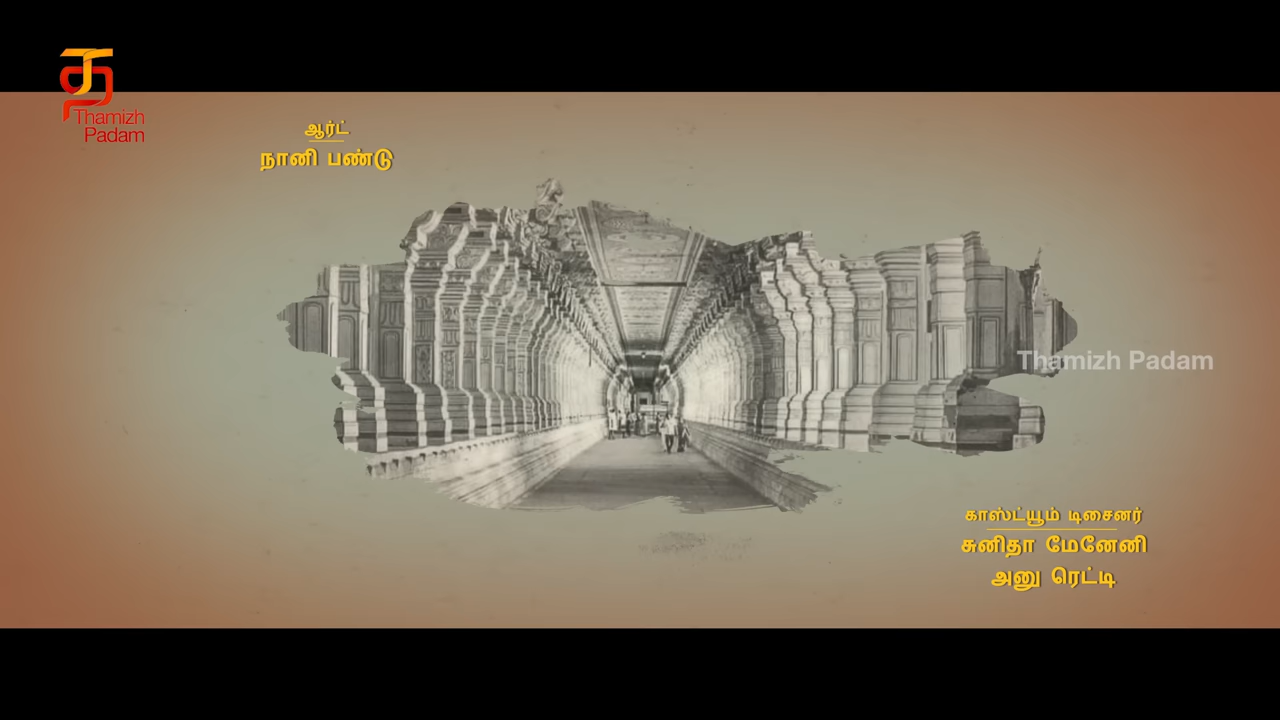 த
Thamizh
Padam
ஆர்ட்
நானி பண்டு
Thamizh Padam
காஸ்ட்யூம் டிசைனர்
சுனிதா மேனேனி
அனு ரெட்டி